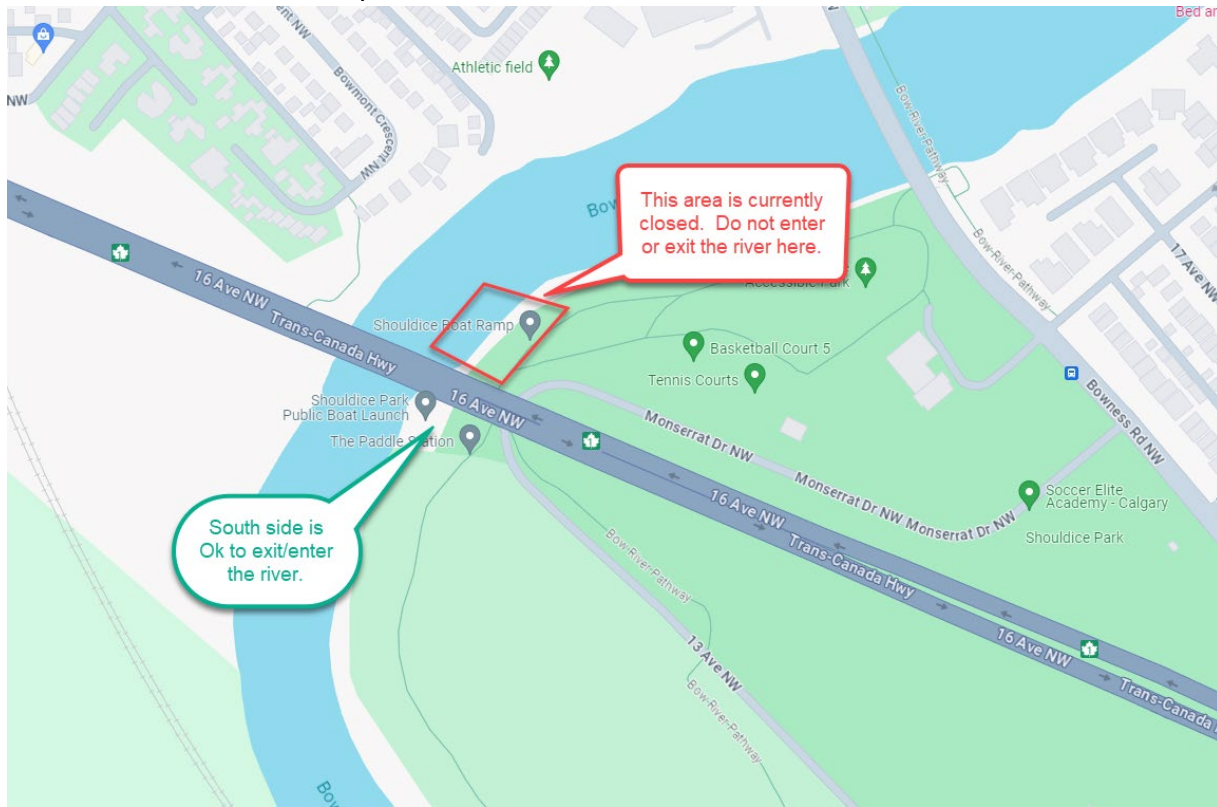 Bed ar
nt NW
NW
Athletic field
Bowmont Crescent NW
Bow-River-Pathway
This area is currently
closed. Do not enter
or exit the river here.
Bow
Accessible Park
Bow-River-Pathway
17 Ave NW
16 Ave NW
Trans-Canada Hwy
Shouldice Boat Ramp
Basketball Court 5
Tennis Courts
Bowness Rd NW
Shouldice Park
Public Boat Launch
16 Ave NW
1
The Paddle Station
Monserrat Dr NW
Monserrat Dr NW
Monserrat Dr NW
Soccer Elite
Academy - Calgary
Shouldice Park
South side is
Ok to exit/enter
the river.
16 Ave NW
Trans-Canada Hwy
Bow-River-Pathway
13 Ave NW
Bow-River-Pathway
16 Ave NW
Trans-Canada
Bow